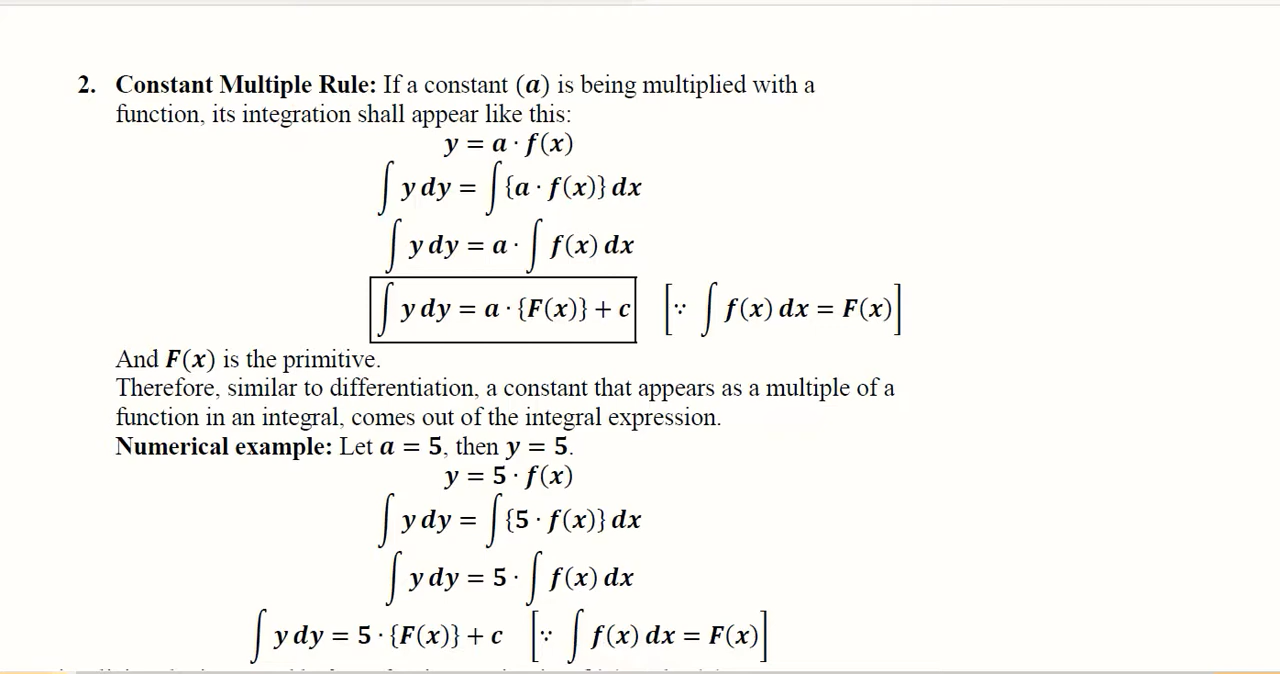 2. Constant Multiple Rule: If a constant (a) is being multiplied with a
function, its integration shall appear like this:
y = a · f(x)
∫ y dy = ∫ {a · f(x)} dx
∫ y dy = a · ∫ f(x) dx
∫ y dy = a · {F(x)} + c [∵ ∫ f(x) dx = F(x)]
And F(x) is the primitive.
Therefore, similar to differentiation, a constant that appears as a multiple of a
function in an integral, comes out of the integral expression.
Numerical example: Let a = 5, then y = 5.
y = 5 · f(x)
∫ y dy = ∫ {5 · f(x)} dx
∫ y dy = 5 · ∫ f(x) dx
∫ y dy = 5 · {F(x)} + c [∵ ∫ f(x) dx = F(x)]